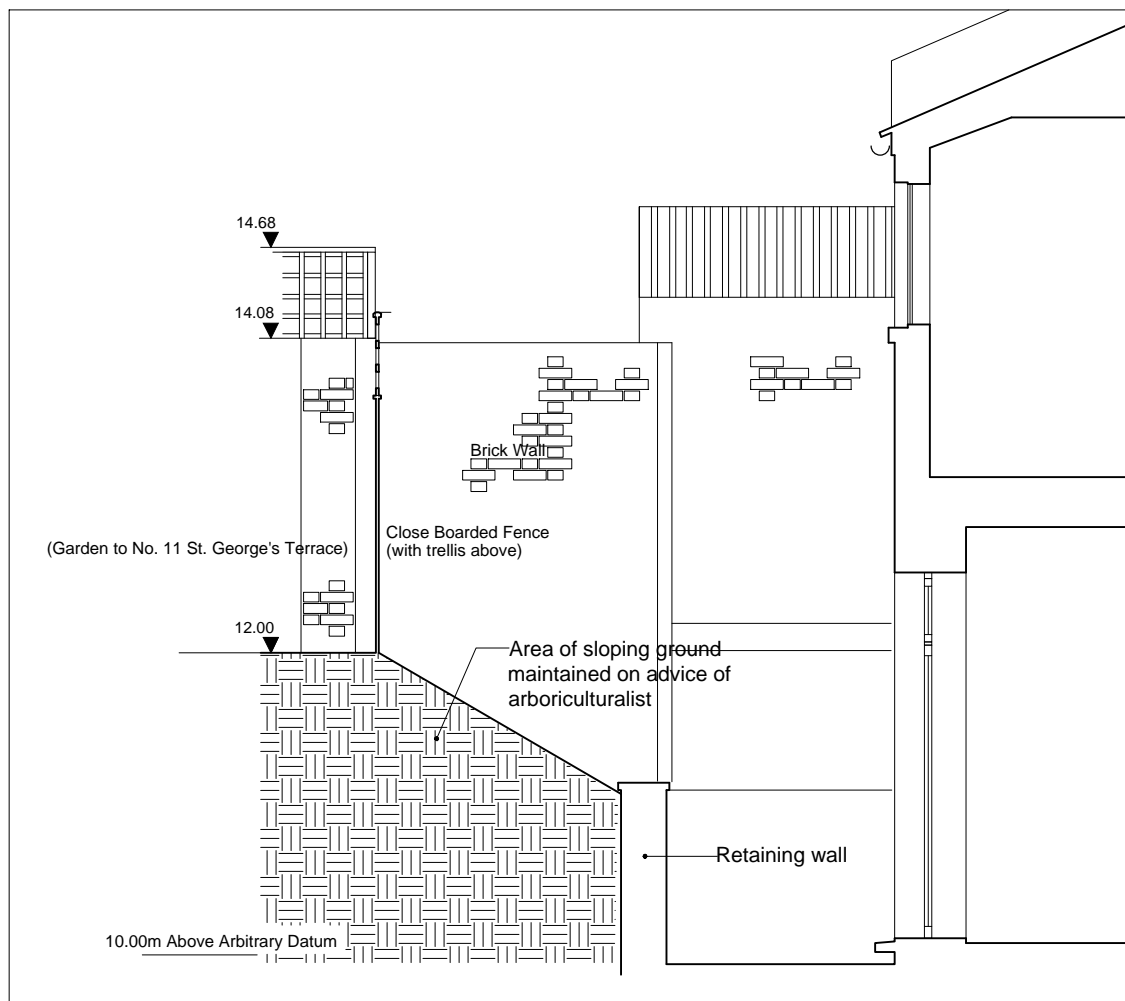 14.68
14.08
Brick Wall
Close Boarded Fence
(with trellis above)
(Garden to No. 11 St. George's Terrace)
12.00
Area of sloping ground
maintained on advice of
arboriculturalist
Retaining wall
10.00m Above Arbitrary Datum